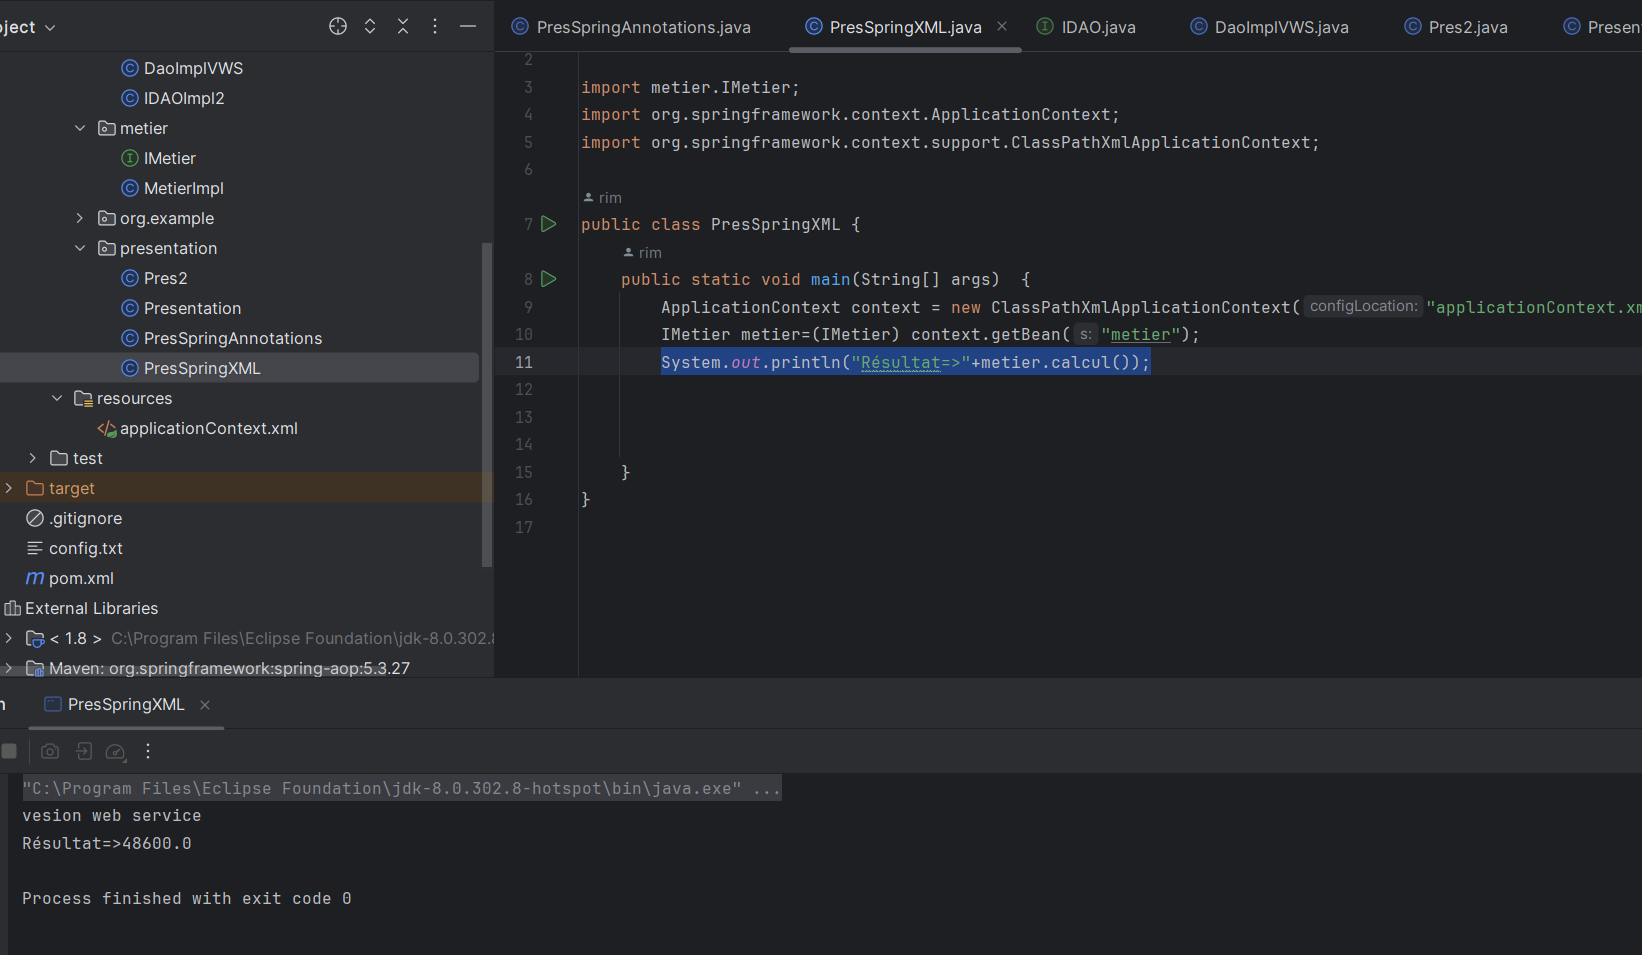 oject
DaoImplVWS
IDAOImpl2
metier
IMetier
MetierImpl
org.example
presentation
Pres2
Presentation
PresSpringAnnotations
PresSpringXML
resources
applicationContext.xml
test
target
.gitignore
config.txt
pom.xml
External Libraries
< 1.8 > C:\Program Files\Eclipse Foundation\jdk-8.0.302.8
Maven: org.springframework:spring-aop:5.3.27
PresSpringAnnotations.java PresSpringXML.java IDAO.java DaoImplVWS.java Pres2.java Presen
2
3 import metier.IMetier;
4 import org.springframework.context.ApplicationContext;
5 import org.springframework.context.support.ClassPathXmlApplicationContext;
6
rim
7 public class PresSpringXML {
rim
8 public static void main(String[] args)  {
9 ApplicationContext context = new ClassPathXmlApplicationContext( configLocation: "applicationContext.xm
10 IMetier metier=(IMetier) context.getBean( s: "metier");
11 System.out.println("Résultat=>"+metier.calcul());
12
13
14
15 }
16 }
17
n PresSpringXML
"C:\Program Files\Eclipse Foundation\jdk-8.0.302.8-hotspot\bin\java.exe" ...
vesion web service
Résultat=>48600.0
Process finished with exit code 0